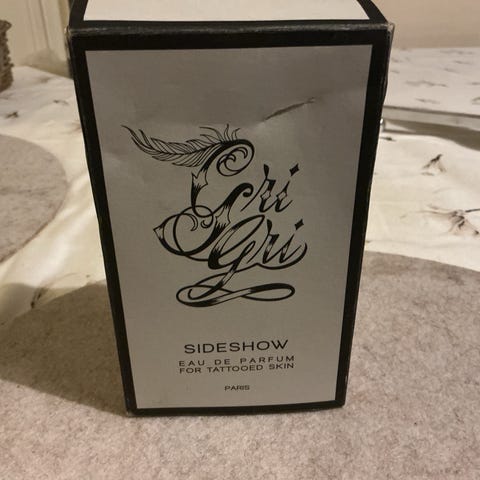 Gri
gri
SIDESHOW
EAU DE PARFUM
FOR TATTOOED SKIN
PARIS